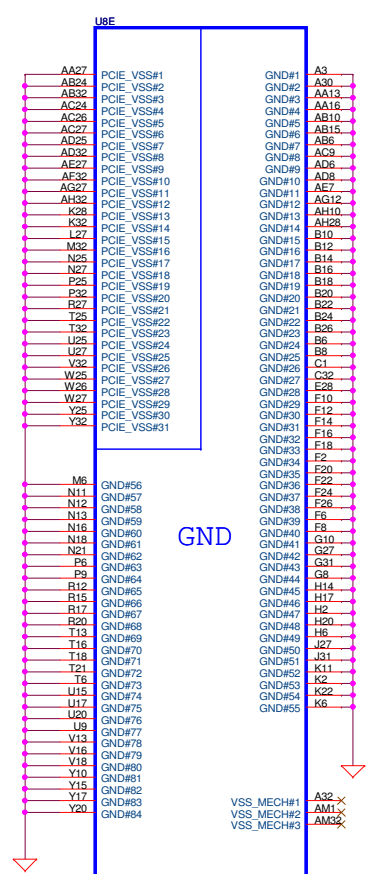 U8E
AA27 PCIE_VSS#1 GND#1 A3
AB24 PCIE_VSS#2 GND#2 A30
AB32 PCIE_VSS#3 GND#3 AA13
AC24 PCIE_VSS#4 GND#4 AA16
AC26 PCIE_VSS#5 GND#5 AB10
AC27 PCIE_VSS#6 GND#6 AB15
AD25 PCIE_VSS#7 GND#7 AB6
AD32 PCIE_VSS#8 GND#8 AC9
AE27 PCIE_VSS#9 GND#9 AD6
AF32 PCIE_VSS#10 GND#10 AD8
AG27 PCIE_VSS#11 GND#11 AE7
AH32 PCIE_VSS#12 GND#12 AG12
K28 PCIE_VSS#13 GND#13 AH10
K32 PCIE_VSS#14 GND#14 AH28
L27 PCIE_VSS#15 GND#15 B10
M32 PCIE_VSS#16 GND#16 B12
N25 PCIE_VSS#17 GND#17 B14
N27 PCIE_VSS#18 GND#18 B16
P25 PCIE_VSS#19 GND#19 B18
P32 PCIE_VSS#20 GND#20 B20
R27 PCIE_VSS#21 GND#21 B22
T25 PCIE_VSS#22 GND#22 B24
T32 PCIE_VSS#23 GND#23 B26
U25 PCIE_VSS#24 GND#24 B6
U27 PCIE_VSS#25 GND#25 B8
V32 PCIE_VSS#26 GND#26 C1
W25 PCIE_VSS#27 GND#27 C32
W26 PCIE_VSS#28 GND#28 E28
W27 PCIE_VSS#29 GND#29 F10
Y25 PCIE_VSS#30 GND#30 F12
Y32 PCIE_VSS#31 GND#31 F14
GND#32 F16
GND#33 F18
GND#34 F2
GND#35 F20
M6 GND#56 GND#36 F22
N11 GND#57 GND#37 F24
N12 GND#58 GND#38 F26
N13 GND#59 GND#39 F6
N16 GND#60 GND#40 F8
GND
N18 GND#61 GND#41 G10
N21 GND#62 GND#42 G27
P6 GND#63 GND#43 G31
P9 GND#64 GND#44 G8
R12 GND#65 GND#45 H14
R15 GND#66 GND#46 H17
R17 GND#67 GND#47 H2
R20 GND#68 GND#48 H20
T13 GND#69 GND#49 H6
T16 GND#70 GND#50 J27
T18 GND#71 GND#51 J31
T21 GND#72 GND#52 K11
T6 GND#73 GND#53 K2
U15 GND#74 GND#54 K22
U17 GND#75 GND#55 K6
U20 GND#76
U9 GND#77
V13 GND#78
V16 GND#79
V18 GND#80
Y10 GND#81
Y15 GND#82
Y17 GND#83 VSS_MECH#1 A32
Y20 GND#84 VSS_MECH#2 AM1
VSS_MECH#3 AM32